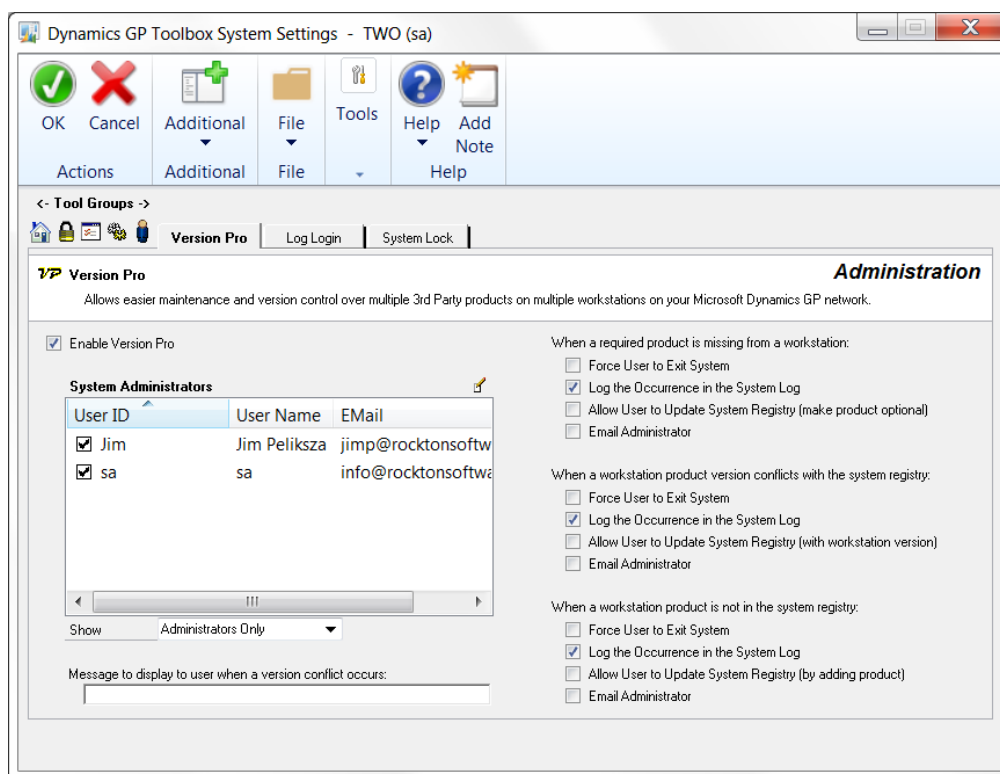 Dynamics GP Toolbox System Settings - TWO (sa)
OK Cancel Additional File Tools Help Add Note
Actions Additional File Help
<- Tool Groups ->
Version Pro Log Login System Lock
VP Version Pro Administration
Allows easier maintenance and version control over multiple 3rd Party products on multiple workstations on your Microsoft Dynamics GP network.
Enable Version Pro
System Administrators
User ID User Name EMail
Jim Jim Peliksza jimp@rocktonsoftw
sa sa info@rocktonsoftwa
Show Administrators Only
Message to display to user when a version conflict occurs:
When a required product is missing from a workstation:
Force User to Exit System
Log the Occurrence in the System Log
Allow User to Update System Registry (make product optional)
Email Administrator
When a workstation product version conflicts with the system registry:
Force User to Exit System
Log the Occurrence in the System Log
Allow User to Update System Registry (with workstation version)
Email Administrator
When a workstation product is not in the system registry:
Force User to Exit System
Log the Occurrence in the System Log
Allow User to Update System Registry (by adding product)
Email Administrator